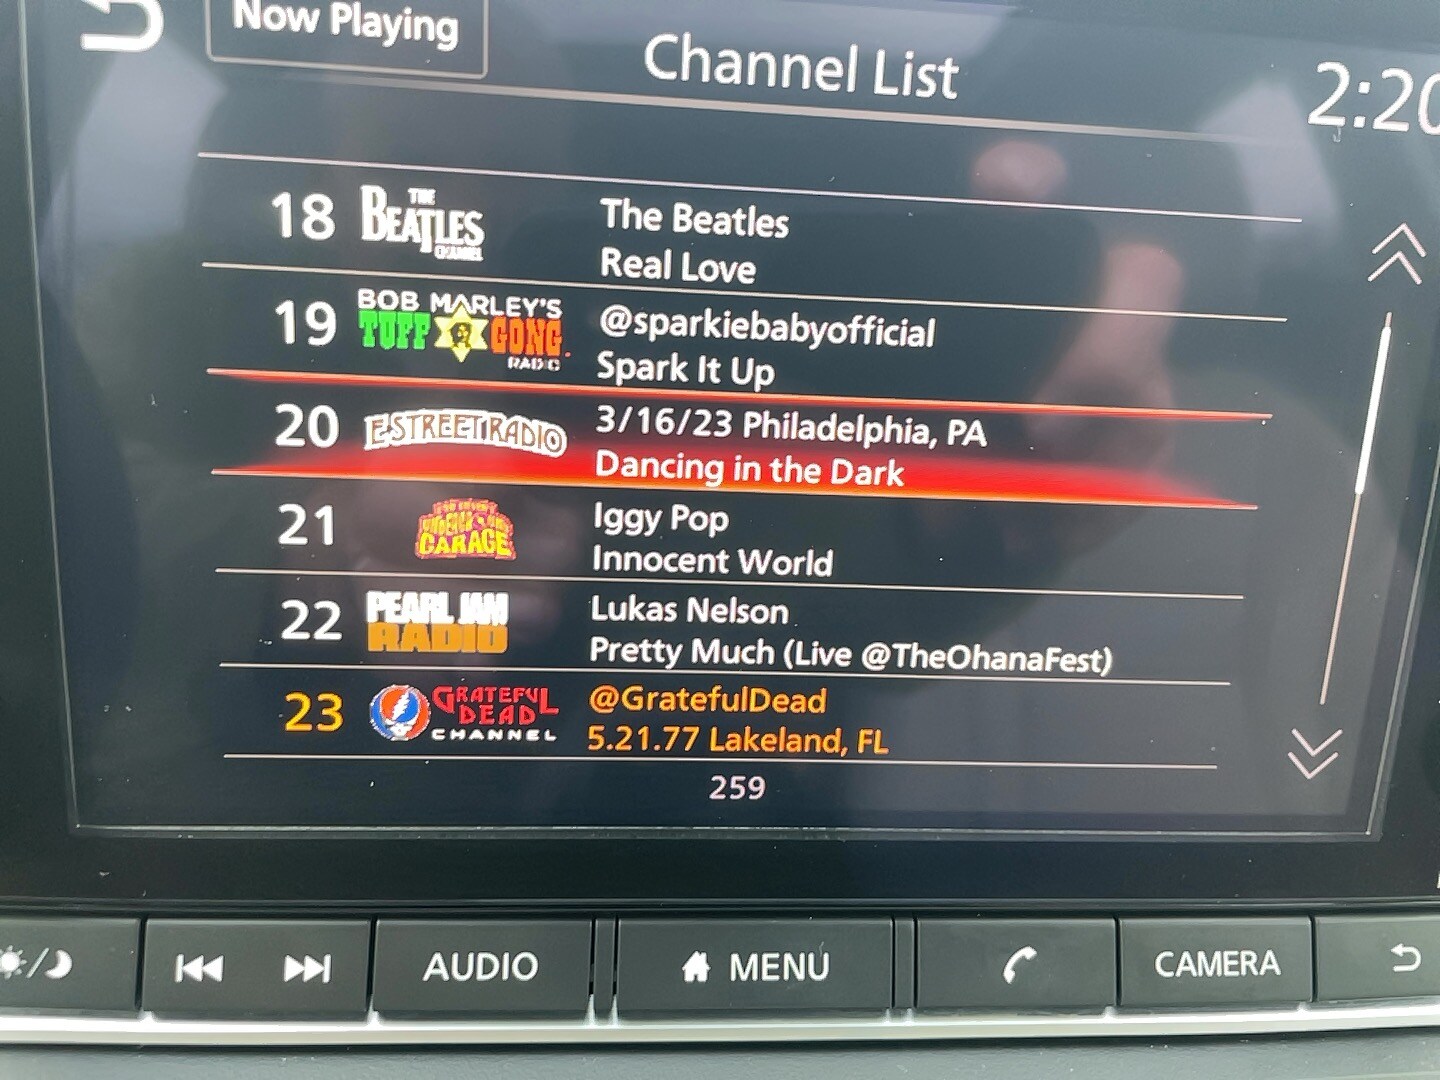 Now Playing
Channel List
2:20
18 THE BEATLES CHANNEL The Beatles
Real Love
19 BOB MARLEY'S TUFF GONG RADIO @sparkiebabyofficial
Spark It Up
20 E STREET RADIO 3/16/23 Philadelphia, PA
Dancing in the Dark
21 GARAGE Iggy Pop
Innocent World
22 PEARL JAM RADIO Lukas Nelson
Pretty Much (Live @TheOhanaFest)
23 GRATEFUL DEAD CHANNEL @GratefulDead
5.21.77 Lakeland, FL
259
AUDIO MENU CAMERA